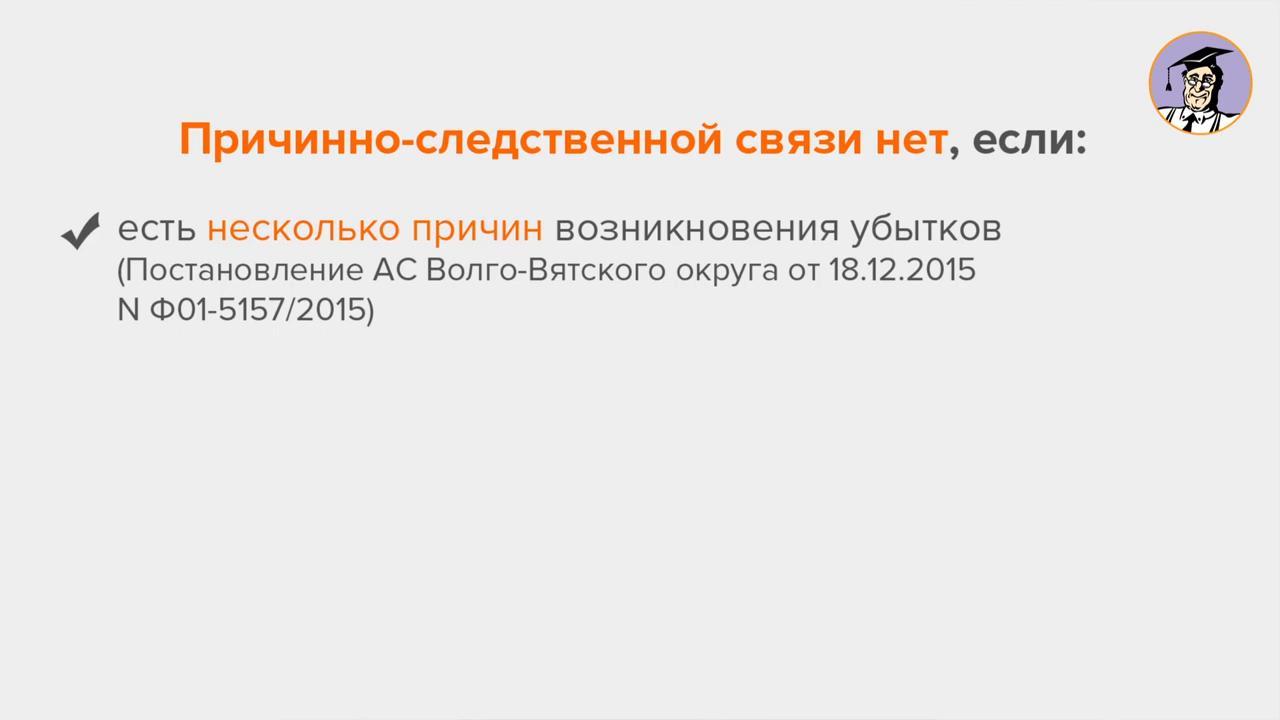 Причинно-следственной связи нет, если:
есть несколько причин возникновения убытков
(Постановление АС Волго-Вятского округа от 18.12.2015
N Ф01-5157/2015)